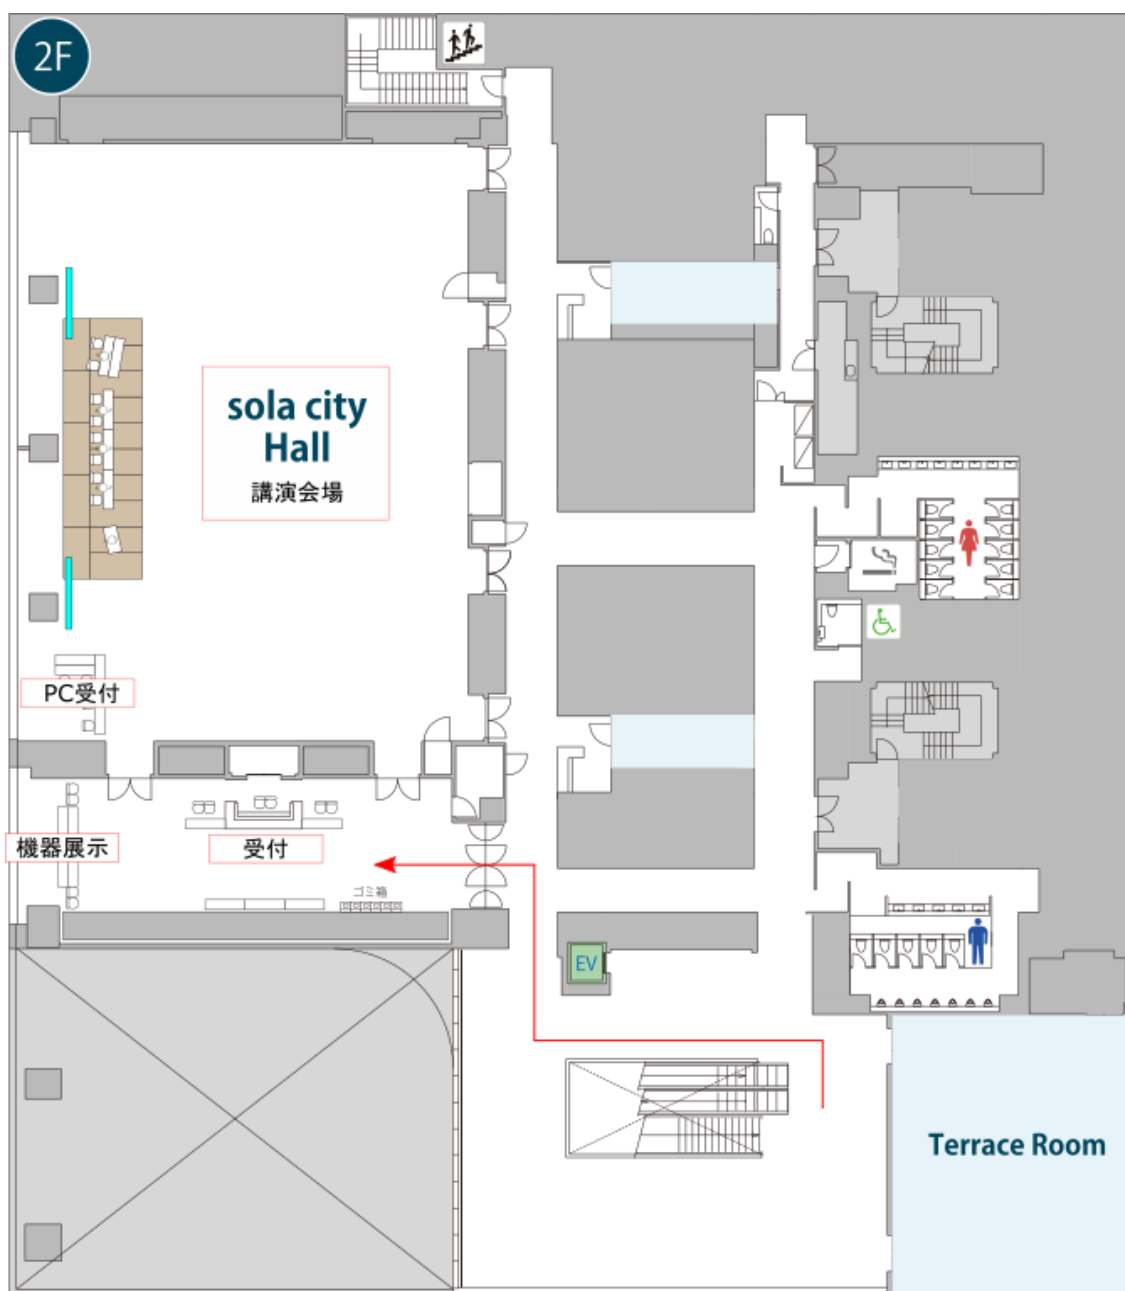 2F
sola city
Hall
講演会場
PC受付
機器展示
受付
ゴミ箱
EV
Terrace Room